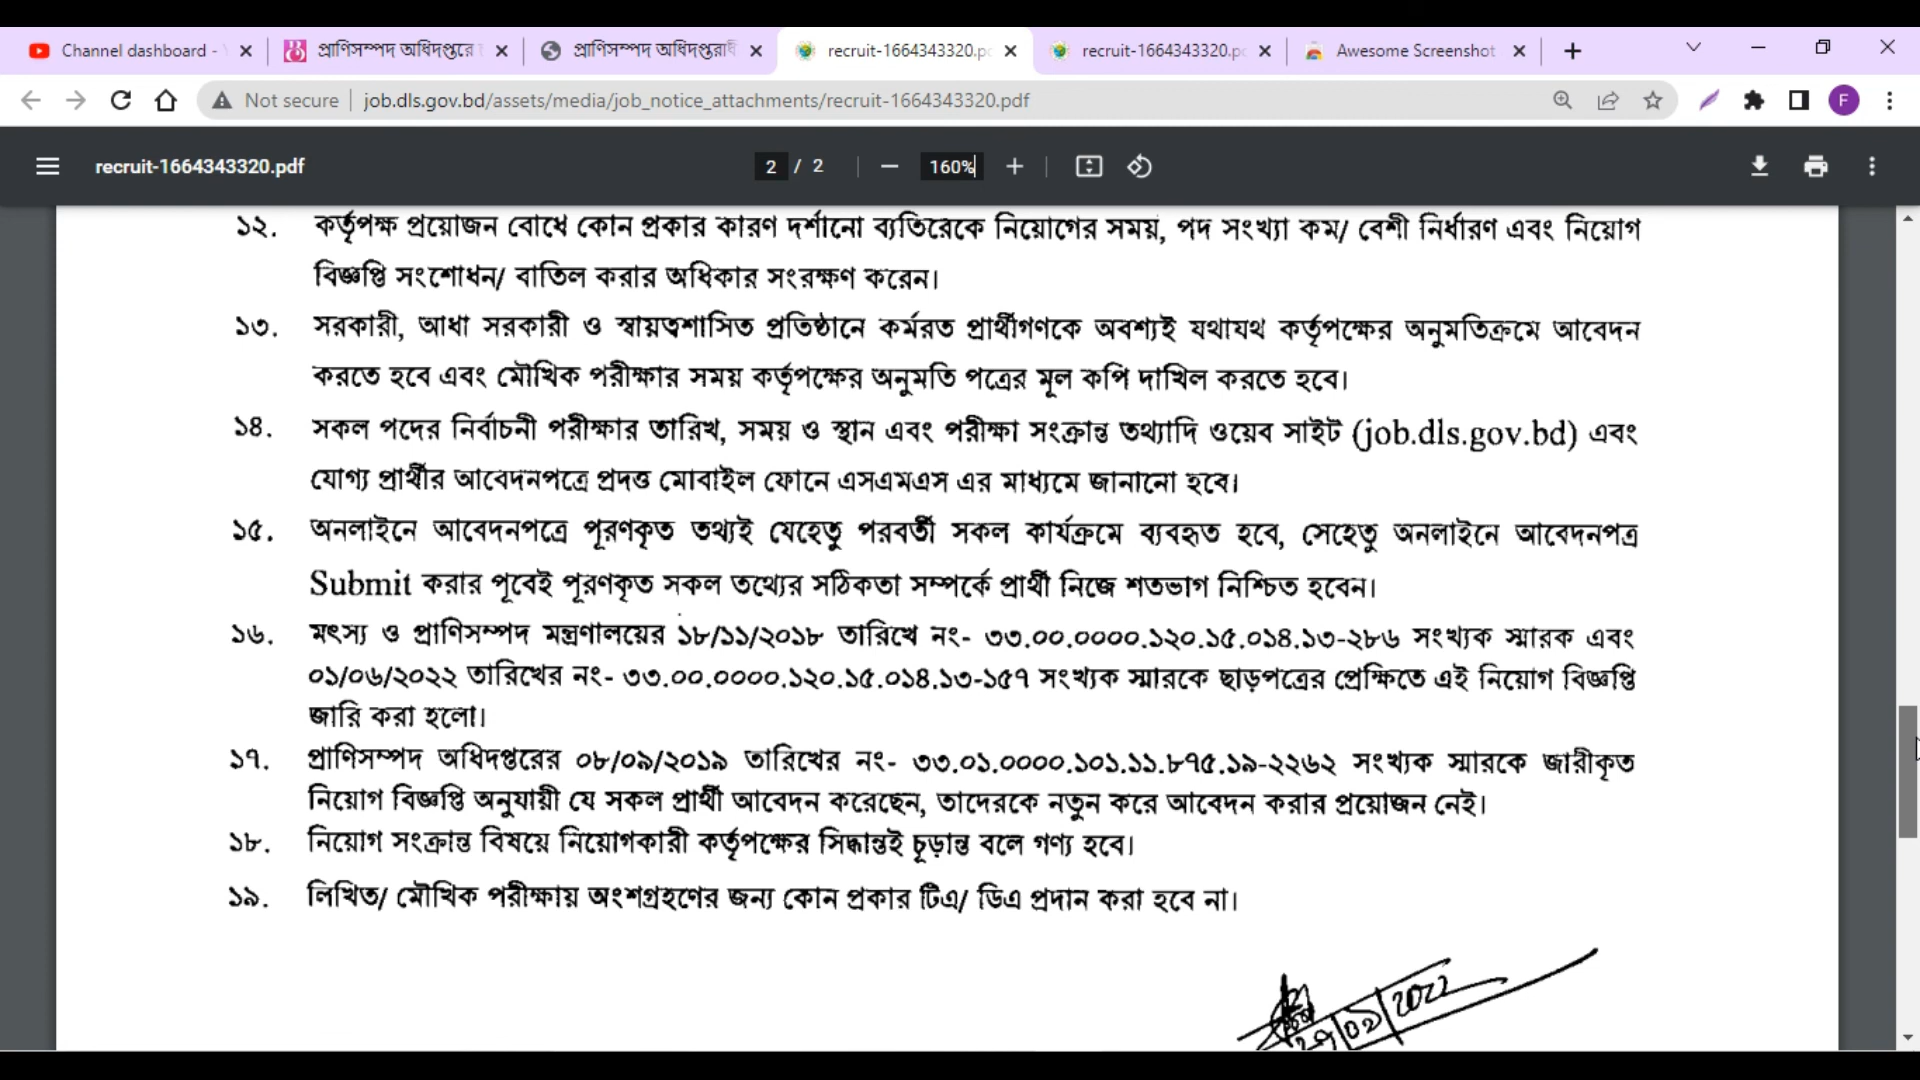 Channel dashboard -
প্রাণিসম্পদ অধিদপ্তরে
প্রাণিসম্পদ অধিদপ্তরাধী
recruit-1664343320.p
recruit-1664343320.p
Awesome Screenshot
Not secure
job.dls.gov.bd/assets/media/job_notice_attachments/recruit-1664343320.pdf
F
recruit-1664343320.pdf
2 / 2
160%
১২. কর্তৃপক্ষ প্রয়োজন বোধে কোন প্রকার কারণ দর্শানো ব্যতিরেকে নিয়োগের সময়, পদ সংখ্যা কম/ বেশী নির্ধারণ এবং নিয়োগ
বিজ্ঞপ্তি সংশোধন/ বাতিল করার অধিকার সংরক্ষণ করেন।
১৩. সরকারী, আধা সরকারী ও স্বায়ত্বশাসিত প্রতিষ্ঠানে কর্মরত প্রার্থীগণকে অবশ্যই যথাযথ কর্তৃপক্ষের অনুমতিক্রমে আবেদন
করতে হবে এবং মৌখিক পরীক্ষার সময় কর্তৃপক্ষের অনুমতি পত্রের মূল কপি দাখিল করতে হবে।
১৪. সকল পদের নির্বাচনী পরীক্ষার তারিখ, সময় ও স্থান এবং পরীক্ষা সংক্রান্ত তথ্যাদি ওয়েব সাইট (job.dls.gov.bd) এবং
যোগ্য প্রার্থীর আবেদনপত্রে প্রদত্ত মোবাইল ফোনে এসএমএস এর মাধ্যমে জানানো হবে।
১৫. অনলাইনে আবেদনপত্রে পূরণকৃত তথ্যই যেহেতু পরবর্তী সকল কার্যক্রমে ব্যবহৃত হবে, সেহেতু অনলাইনে আবেদনপত্র
Submit করার পূবেই পূরণকৃত সকল তথ্যের সঠিকতা সম্পর্কে প্রার্থী নিজে শতভাগ নিশ্চিত হবেন।
১৬. মৎস্য ও প্রাণিসম্পদ মন্ত্রণালয়ের ১৮/১১/২০১৮ তারিখে নং- ৩৩.০০.০০০০.১২০.১৫.০১৪.১৩-২৮৬ সংখ্যক স্মারক এবং
০১/০৬/২০২২ তারিখের নং- ৩৩.০০.০০০০.১২০.১৫.০১৪.১৩-১৫৭ সংখ্যক স্মারকে ছাড়পত্রের প্রেক্ষিতে এই নিয়োগ বিজ্ঞপ্তি
জারি করা হলো।
১৭. প্রাণিসম্পদ অধিদপ্তরের ০৮/০৯/২০১৯ তারিখের নং- ৩৩.০১.০০০০.১০১.১১.৮৭৫.১৯-২২৬২ সংখ্যক স্মারকে জারীকৃত
নিয়োগ বিজ্ঞপ্তি অনুযায়ী যে সকল প্রার্থী আবেদন করেছেন, তাদেরকে নতুন করে আবেদন করার প্রয়োজন নেই।
১৮. নিয়োগ সংক্রান্ত বিষয়ে নিয়োগকারী কর্তৃপক্ষের সিদ্ধান্তই চূড়ান্ত বলে গণ্য হবে।
১৯. লিখিত/ মৌখিক পরীক্ষায় অংশগ্রহণের জন্য কোন প্রকার টিএ/ ডিএ প্রদান করা হবে না।